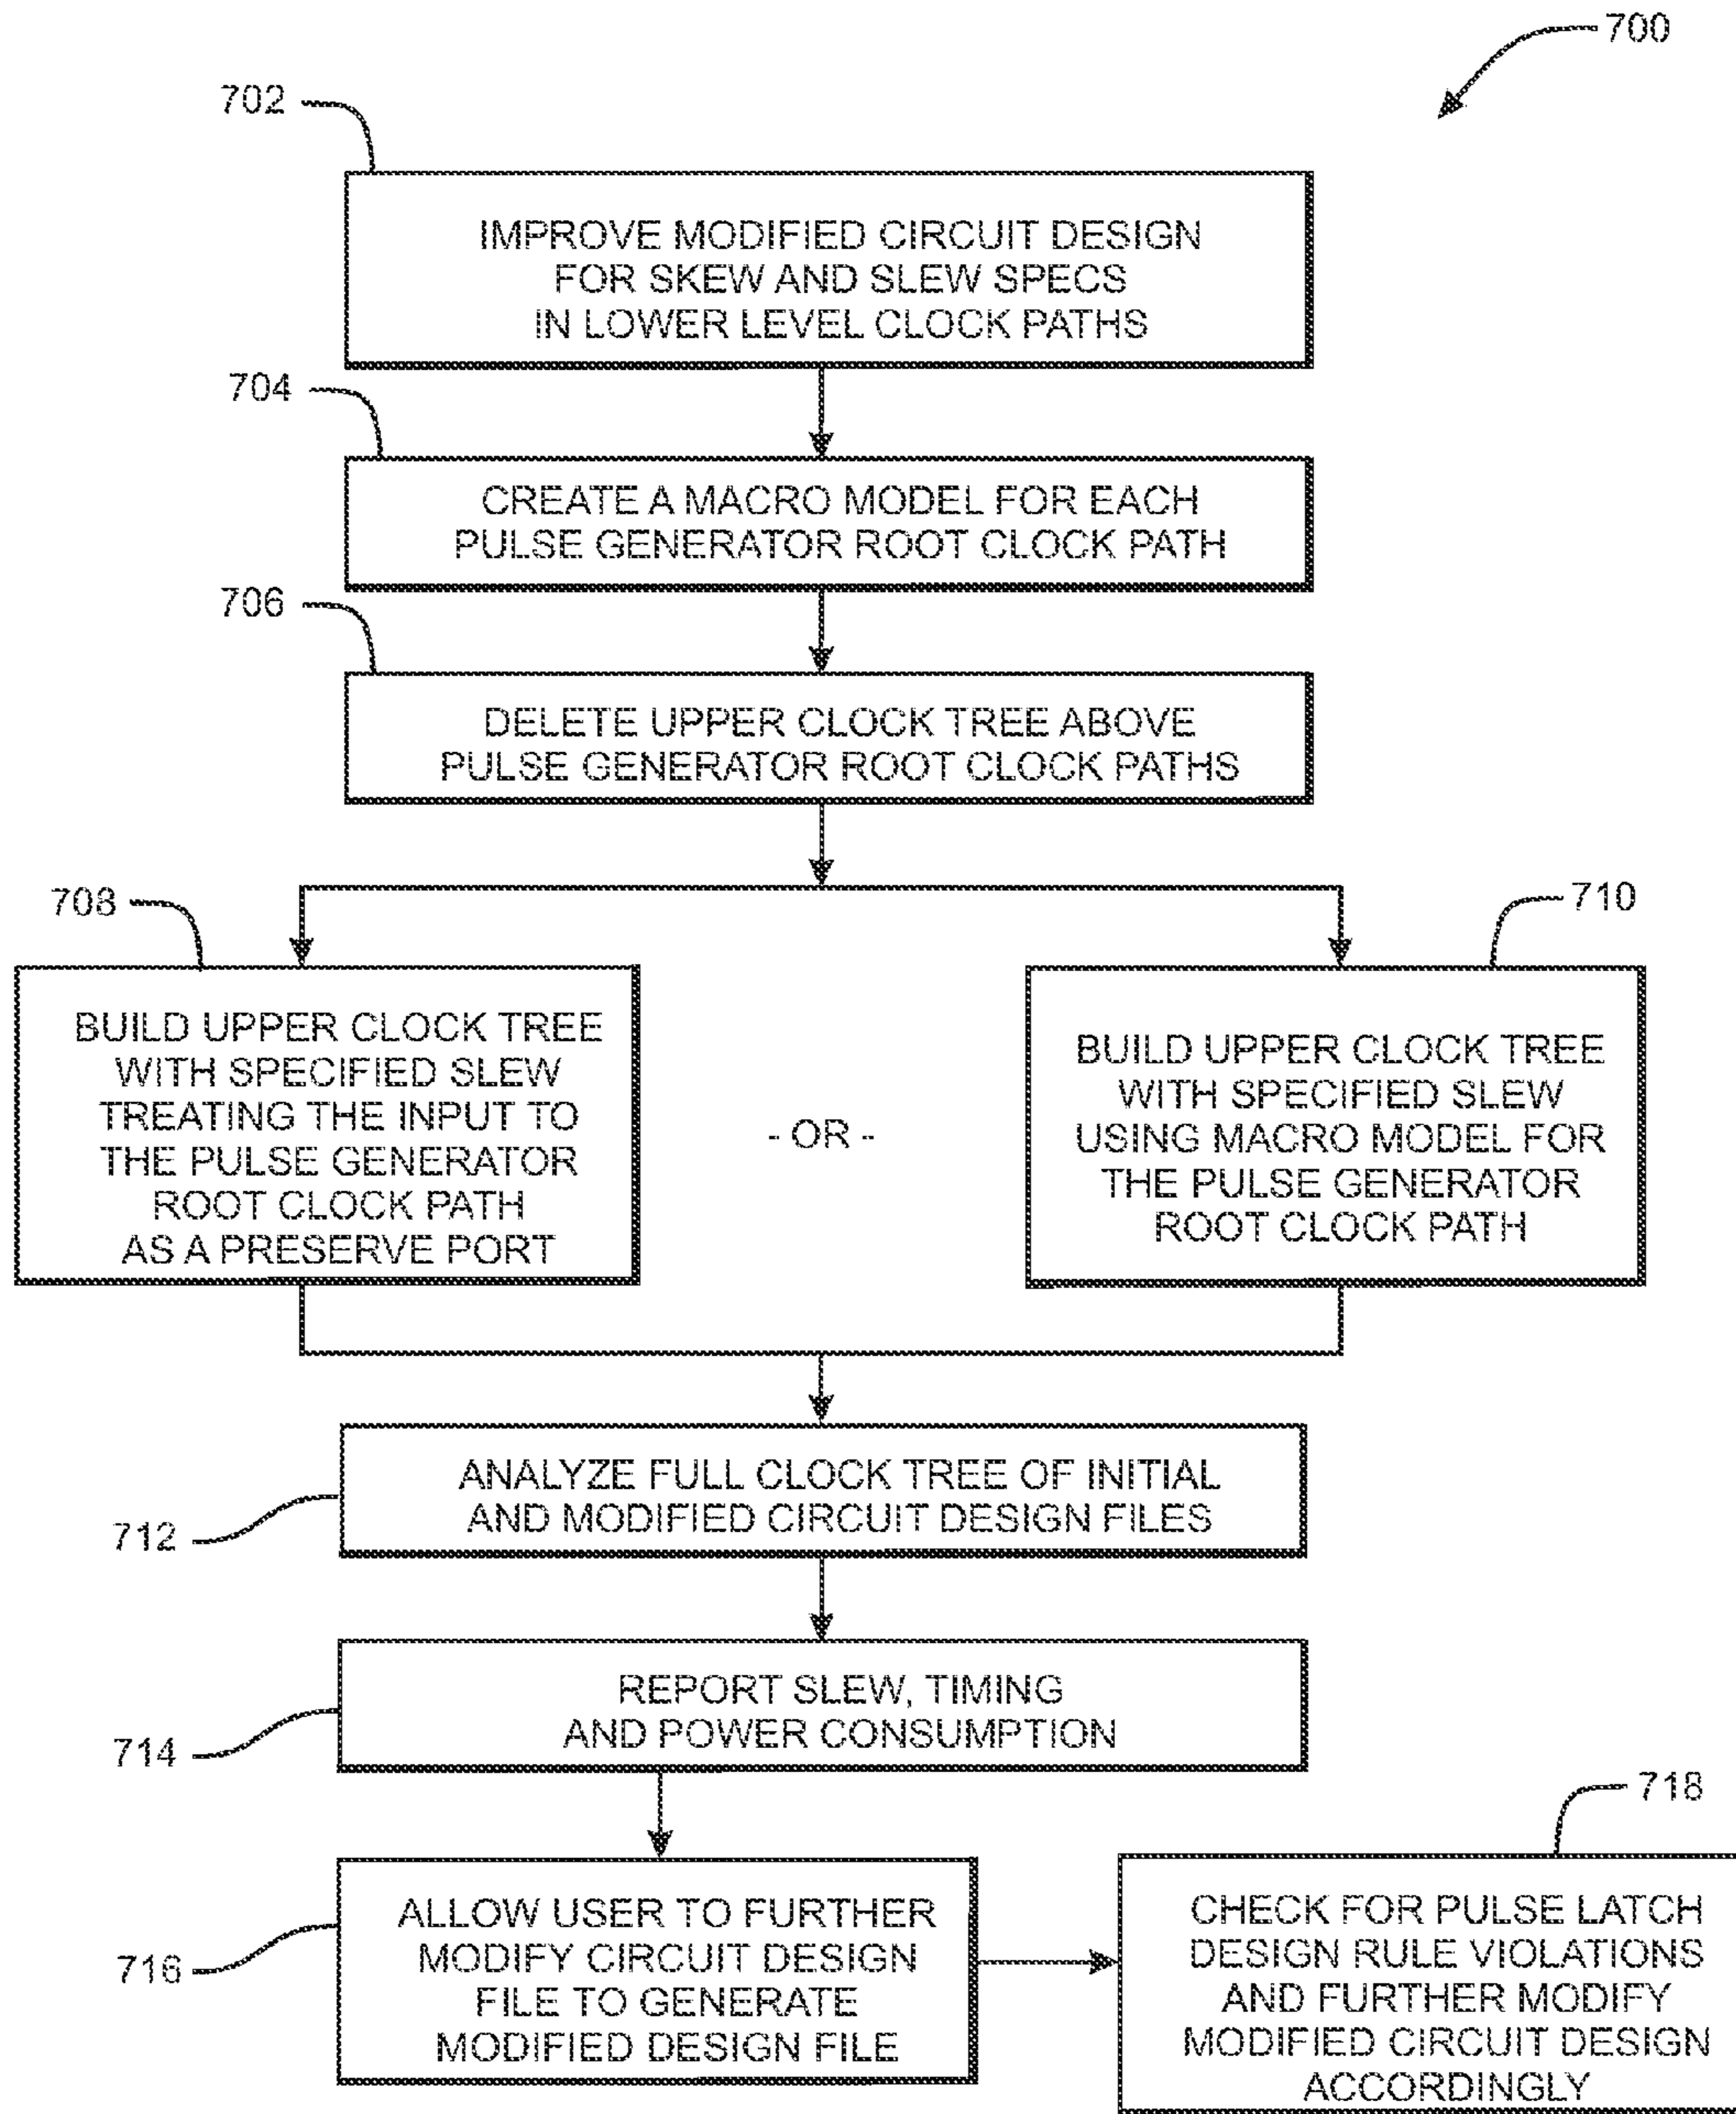 700
702
IMPROVE MODIFIED CIRCUIT DESIGN
FOR SKEW AND SLEW SPECS
IN LOWER LEVEL CLOCK PATHS
704
CREATE A MACRO MODEL FOR EACH
PULSE GENERATOR ROOT CLOCK PATH
706
DELETE UPPER CLOCK TREE ABOVE
PULSE GENERATOR ROOT CLOCK PATHS
708
BUILD UPPER CLOCK TREE
WITH SPECIFIED SLEW
TREATING THE INPUT TO
THE PULSE GENERATOR
ROOT CLOCK PATH
AS A PRESERVE PORT
- OR -
710
BUILD UPPER CLOCK TREE
WITH SPECIFIED SLEW
USING MACRO MODEL FOR
THE PULSE GENERATOR
ROOT CLOCK PATH
712
ANALYZE FULL CLOCK TREE OF INITIAL
AND MODIFIED CIRCUIT DESIGN FILES
714
REPORT SLEW, TIMING
AND POWER CONSUMPTION
716
ALLOW USER TO FURTHER
MODIFY CIRCUIT DESIGN
FILE TO GENERATE
MODIFIED DESIGN FILE
718
CHECK FOR PULSE LATCH
DESIGN RULE VIOLATIONS
AND FURTHER MODIFY
MODIFIED CIRCUIT DESIGN
ACCORDINGLY